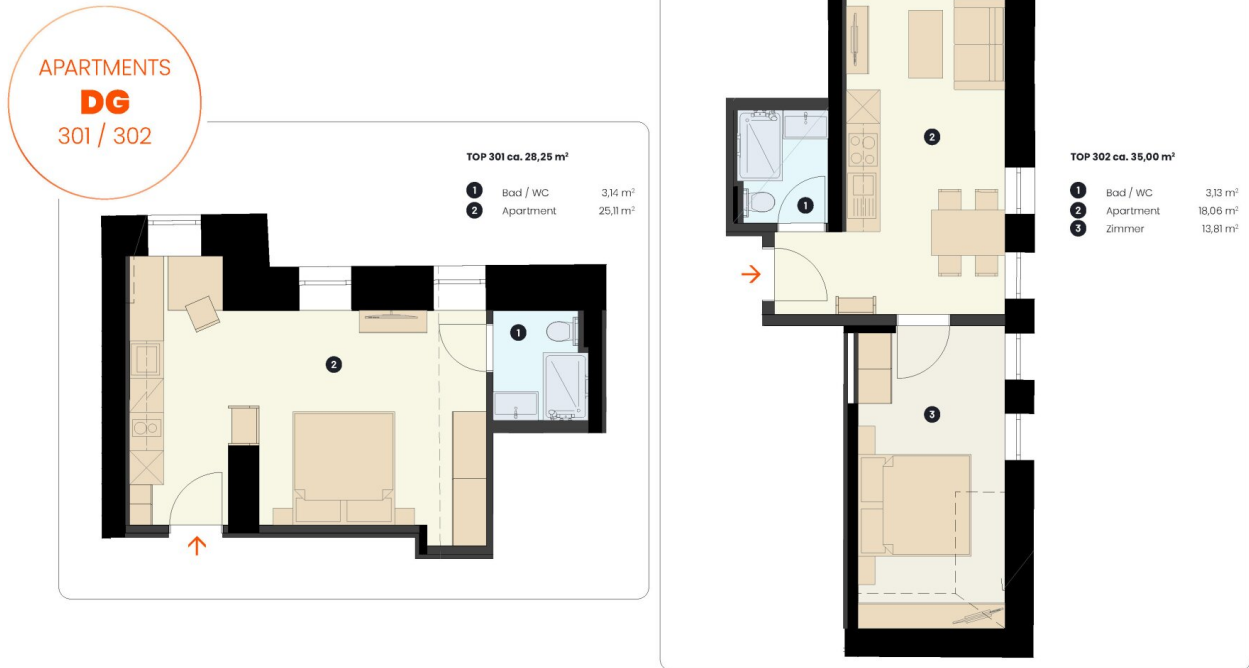 APARTMENTS
DG
301 / 302
TOP 301 ca. 28,25 m²
1 Bad / WC 3,14 m²
2 Apartment 25,11 m²
1
2
TOP 302 ca. 35,00 m²
1 Bad / WC 3,13 m²
2 Apartment 18,06 m²
3 Zimmer 13,81 m²
2
1
3